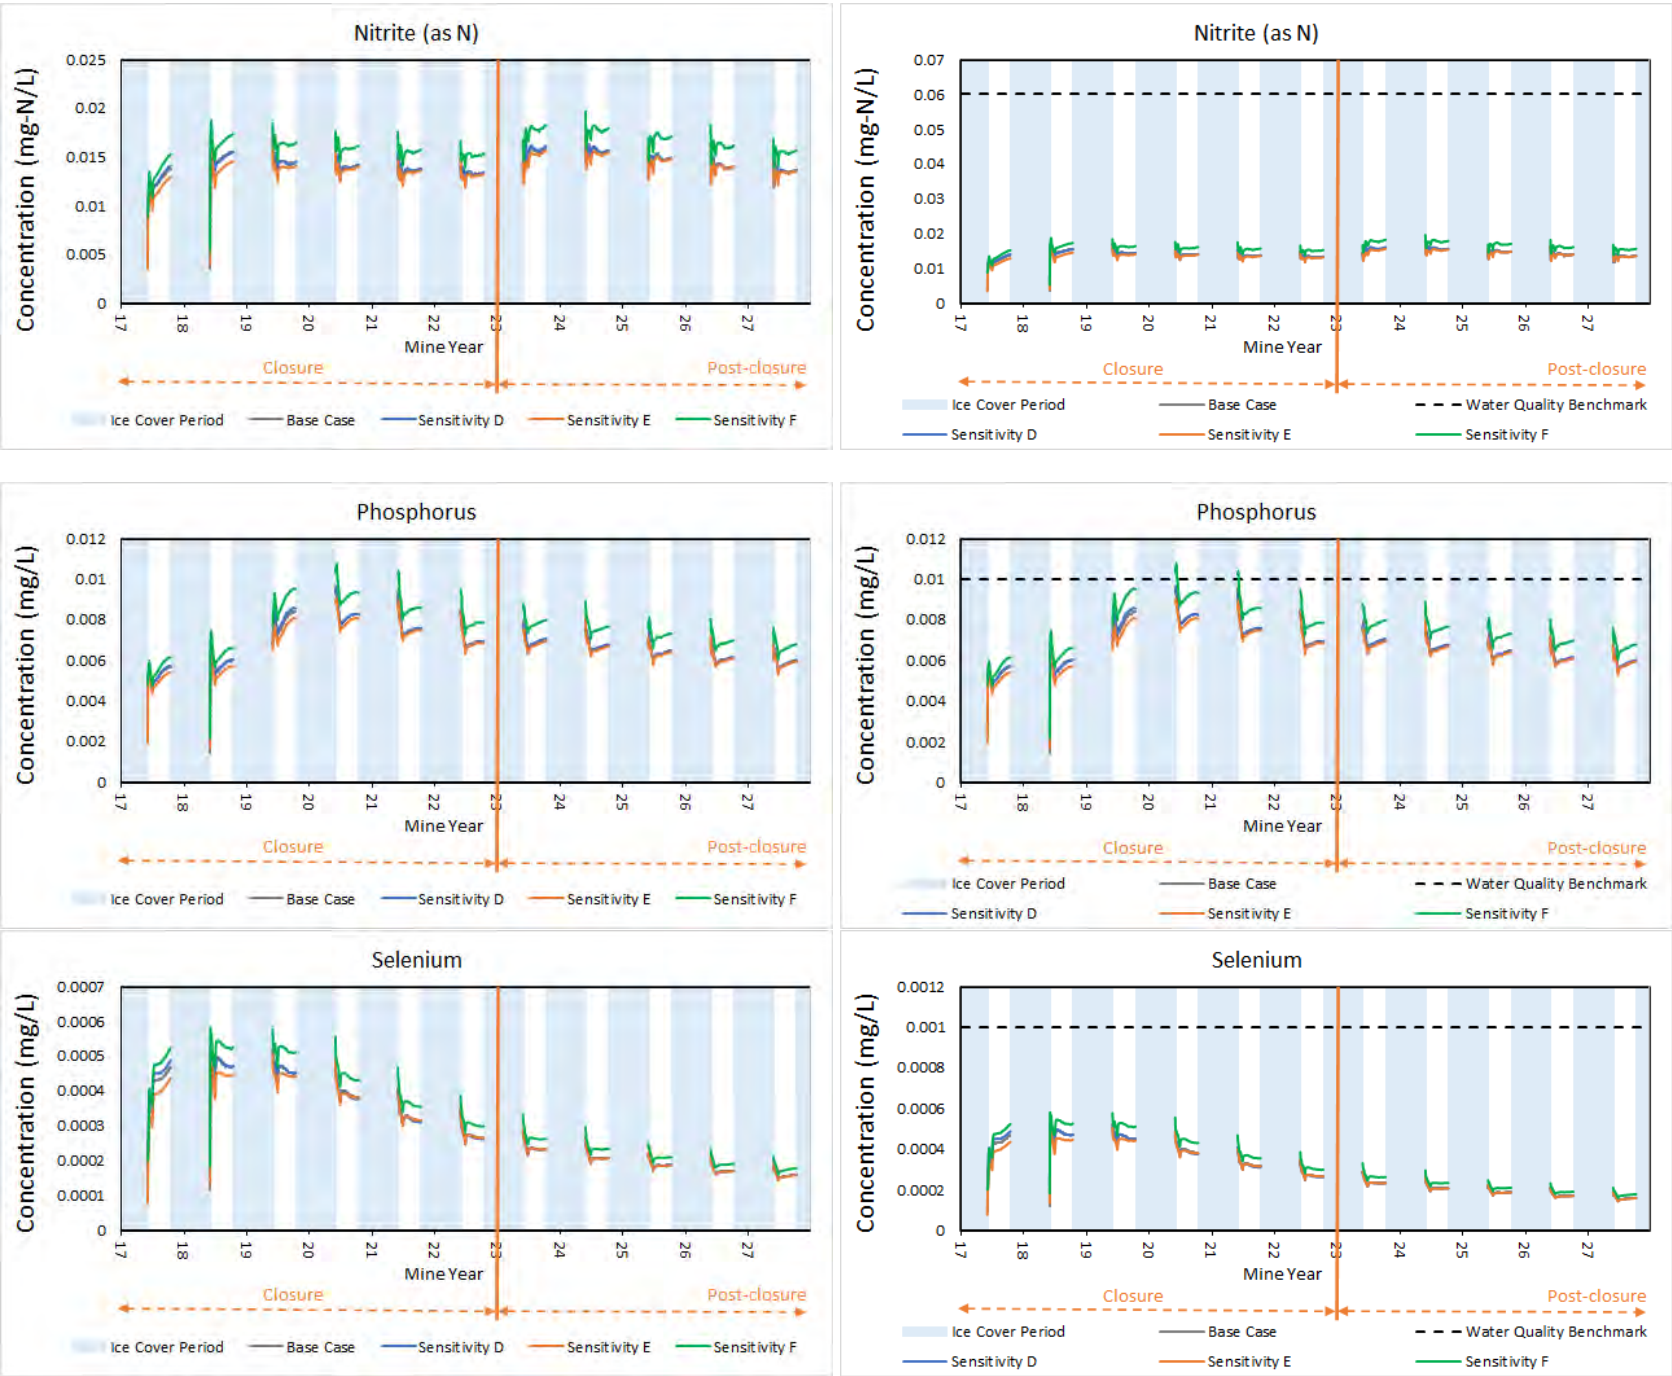 Nitrite (as N)
Concentration (mg-N/L)
0.025
0.02
0.015
0.01
0.005
0
17 18 19 20 21 22 23 24 25 26 27
Mine Year
Closure Post-closure
Ice Cover Period Base Case Sensitivity D Sensitivity E Sensitivity F
Nitrite (as N)
Concentration (mg-N/L)
0.07
0.06
0.05
0.04
0.03
0.02
0.01
0
17 18 19 20 21 22 23 24 25 26 27
Mine Year
Closure Post-closure
Ice Cover Period Base Case Water Quality Benchmark
Sensitivity D Sensitivity E Sensitivity F
Phosphorus
Concentration (mg/L)
0.012
0.01
0.008
0.006
0.004
0.002
0
17 18 19 20 21 22 23 24 25 26 27
Mine Year
Closure Post-closure
Ice Cover Period Base Case Sensitivity D Sensitivity E Sensitivity F
Phosphorus
Concentration (mg/L)
0.012
0.01
0.008
0.006
0.004
0.002
0
17 18 19 20 21 22 23 24 25 26 27
Mine Year
Closure Post-closure
Ice Cover Period Base Case Water Quality Benchmark
Sensitivity D Sensitivity E Sensitivity F
Selenium
Concentration (mg/L)
0.0007
0.0006
0.0005
0.0004
0.0003
0.0002
0.0001
0
17 18 19 20 21 22 23 24 25 26 27
Mine Year
Closure Post-closure
Ice Cover Period Base Case Sensitivity D Sensitivity E Sensitivity F
Selenium
Concentration (mg/L)
0.0012
0.001
0.0008
0.0006
0.0004
0.0002
0
17 18 19 20 21 22 23 24 25 26 27
Mine Year
Closure Post-closure
Ice Cover Period Base Case Water Quality Benchmark
Sensitivity D Sensitivity E Sensitivity F